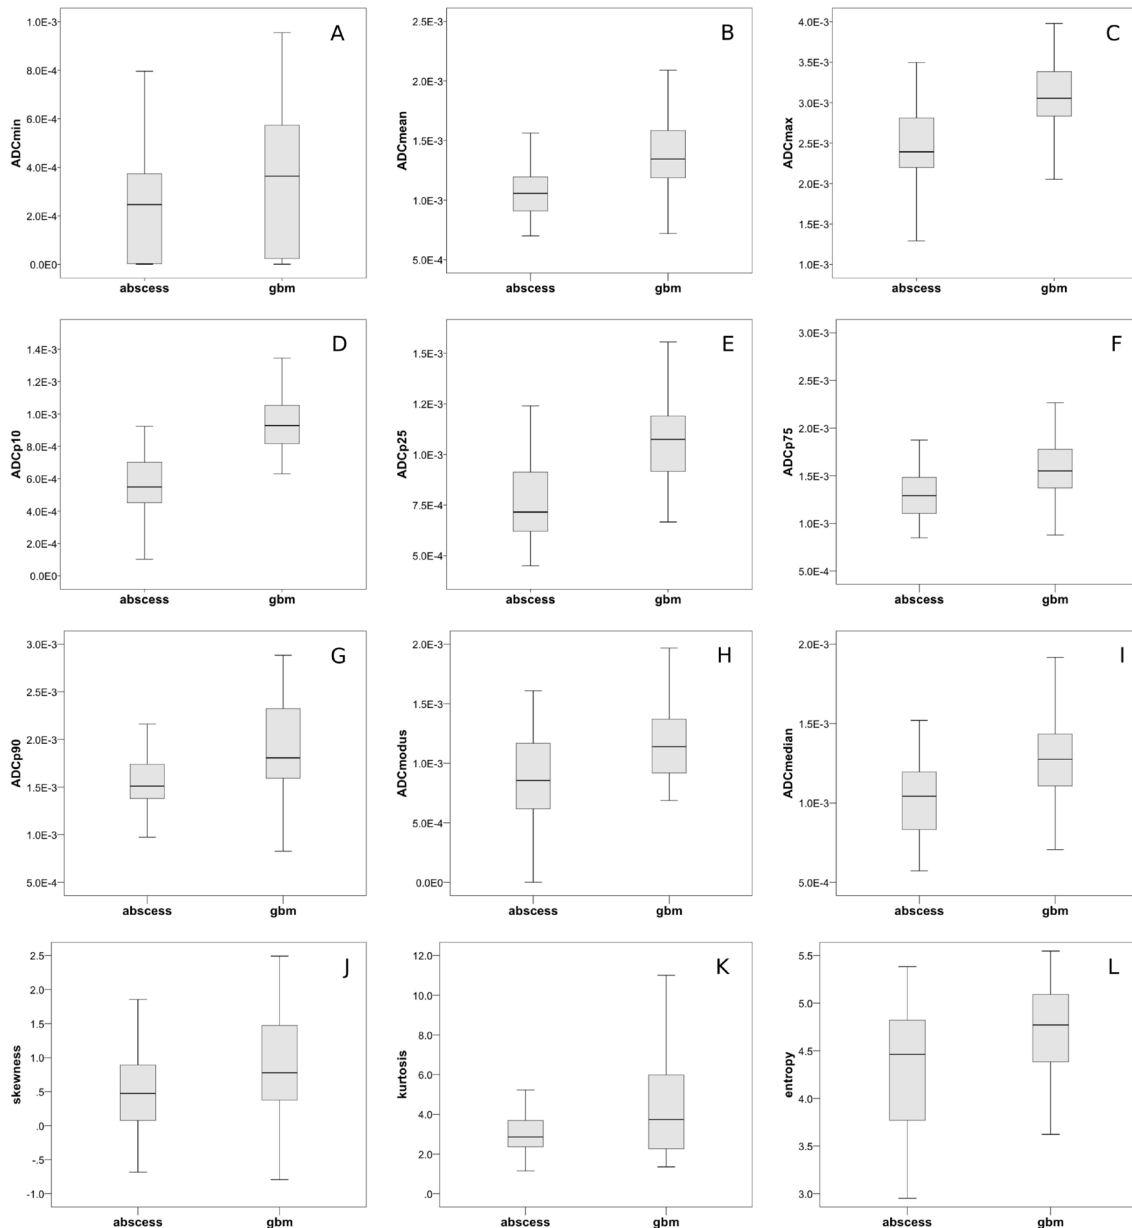 A
ADCmin
1.0E-3
8.0E-4
6.0E-4
4.0E-4
2.0E-4
0.0E0
abscess gbm
B
ADCmean
2.5E-3
2.0E-3
1.5E-3
1.0E-3
5.0E-4
abscess gbm
C
ADCmax
4.0E-3
3.5E-3
3.0E-3
2.5E-3
2.0E-3
1.5E-3
1.0E-3
abscess gbm
D
ADCp10
1.4E-3
1.2E-3
1.0E-3
8.0E-4
6.0E-4
4.0E-4
2.0E-4
0.0E0
abscess gbm
E
ADCp25
1.5E-3
1.2E-3
1.0E-3
7.5E-4
5.0E-4
abscess gbm
F
ADCp75
3.0E-3
2.5E-3
2.0E-3
1.5E-3
1.0E-3
5.0E-4
abscess gbm
G
ADCp90
3.0E-3
2.5E-3
2.0E-3
1.5E-3
1.0E-3
5.0E-4
abscess gbm
H
ADCmodus
2.0E-3
1.5E-3
1.0E-3
5.0E-4
0.0E0
abscess gbm
I
ADCmedian
2.0E-3
1.5E-3
1.0E-3
5.0E-4
abscess gbm
J
skewness
2.5
2.0
1.5
1.0
.5
.0
-.5
-1.0
abscess gbm
K
kurtosis
12.0
10.0
8.0
6.0
4.0
2.0
.0
abscess gbm
L
entropy
5.5
5.0
4.5
4.0
3.5
3.0
abscess gbm